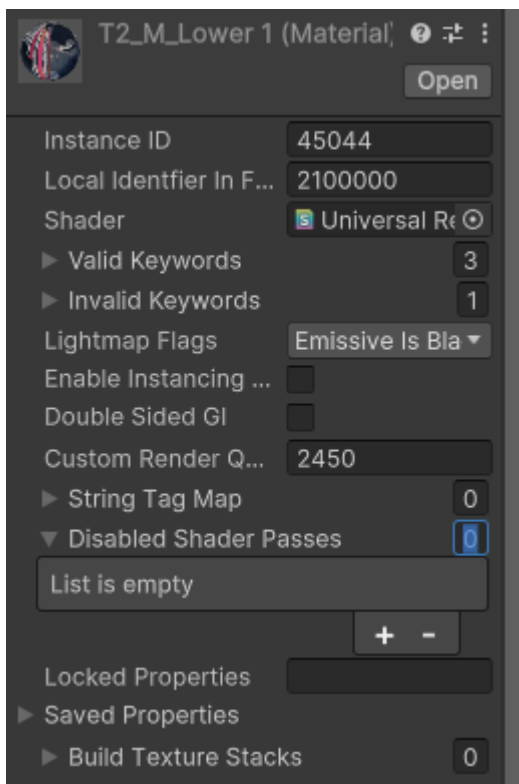 T2_M_Lower 1 (Material)
Open
Instance ID 45044
Local Identfier In F... 2100000
Shader Universal Re
Valid Keywords 3
Invalid Keywords 1
Lightmap Flags Emissive Is Bla
Enable Instancing ...
Double Sided GI
Custom Render Q... 2450
String Tag Map 0
Disabled Shader Passes 0
List is empty
+ -
Locked Properties
Saved Properties
Build Texture Stacks 0